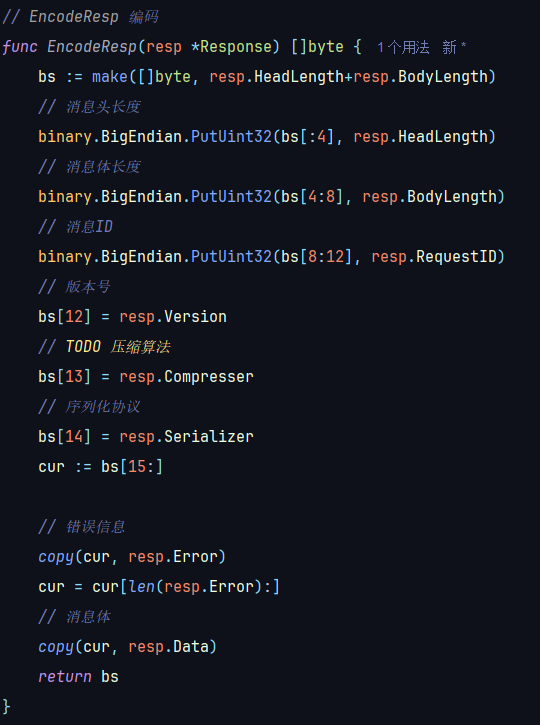 // EncodeResp 编码
func EncodeResp(resp *Response) []byte { 1 个用法 新 *
    bs := make([]byte, resp.HeadLength+resp.BodyLength)
    // 消息头长度
    binary.BigEndian.PutUint32(bs[:4], resp.HeadLength)
    // 消息体长度
    binary.BigEndian.PutUint32(bs[4:8], resp.BodyLength)
    // 消息ID
    binary.BigEndian.PutUint32(bs[8:12], resp.RequestID)
    // 版本号
    bs[12] = resp.Version
    // TODO 压缩算法
    bs[13] = resp.Compresser
    // 序列化协议
    bs[14] = resp.Serializer
    cur := bs[15:]

    // 错误信息
    copy(cur, resp.Error)
    cur = cur[len(resp.Error):]
    // 消息体
    copy(cur, resp.Data)
    return bs
}